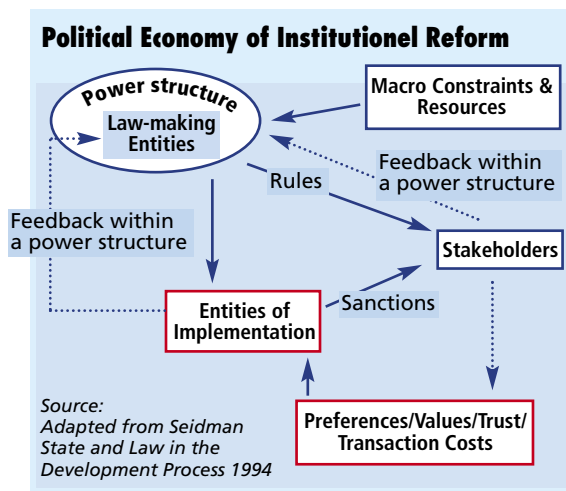 Political Economy of Institutionel Reform
Power structure
Law-making
Entities
Macro Constraints &
Resources
Feedback within
a power structure
Rules
Feedback within
a power structure
Stakeholders
Entities of
Implementation
Sanctions
Preferences/Values/Trust/
Transaction Costs
Source:
Adapted from Seidman
State and Law in the
Development Process 1994